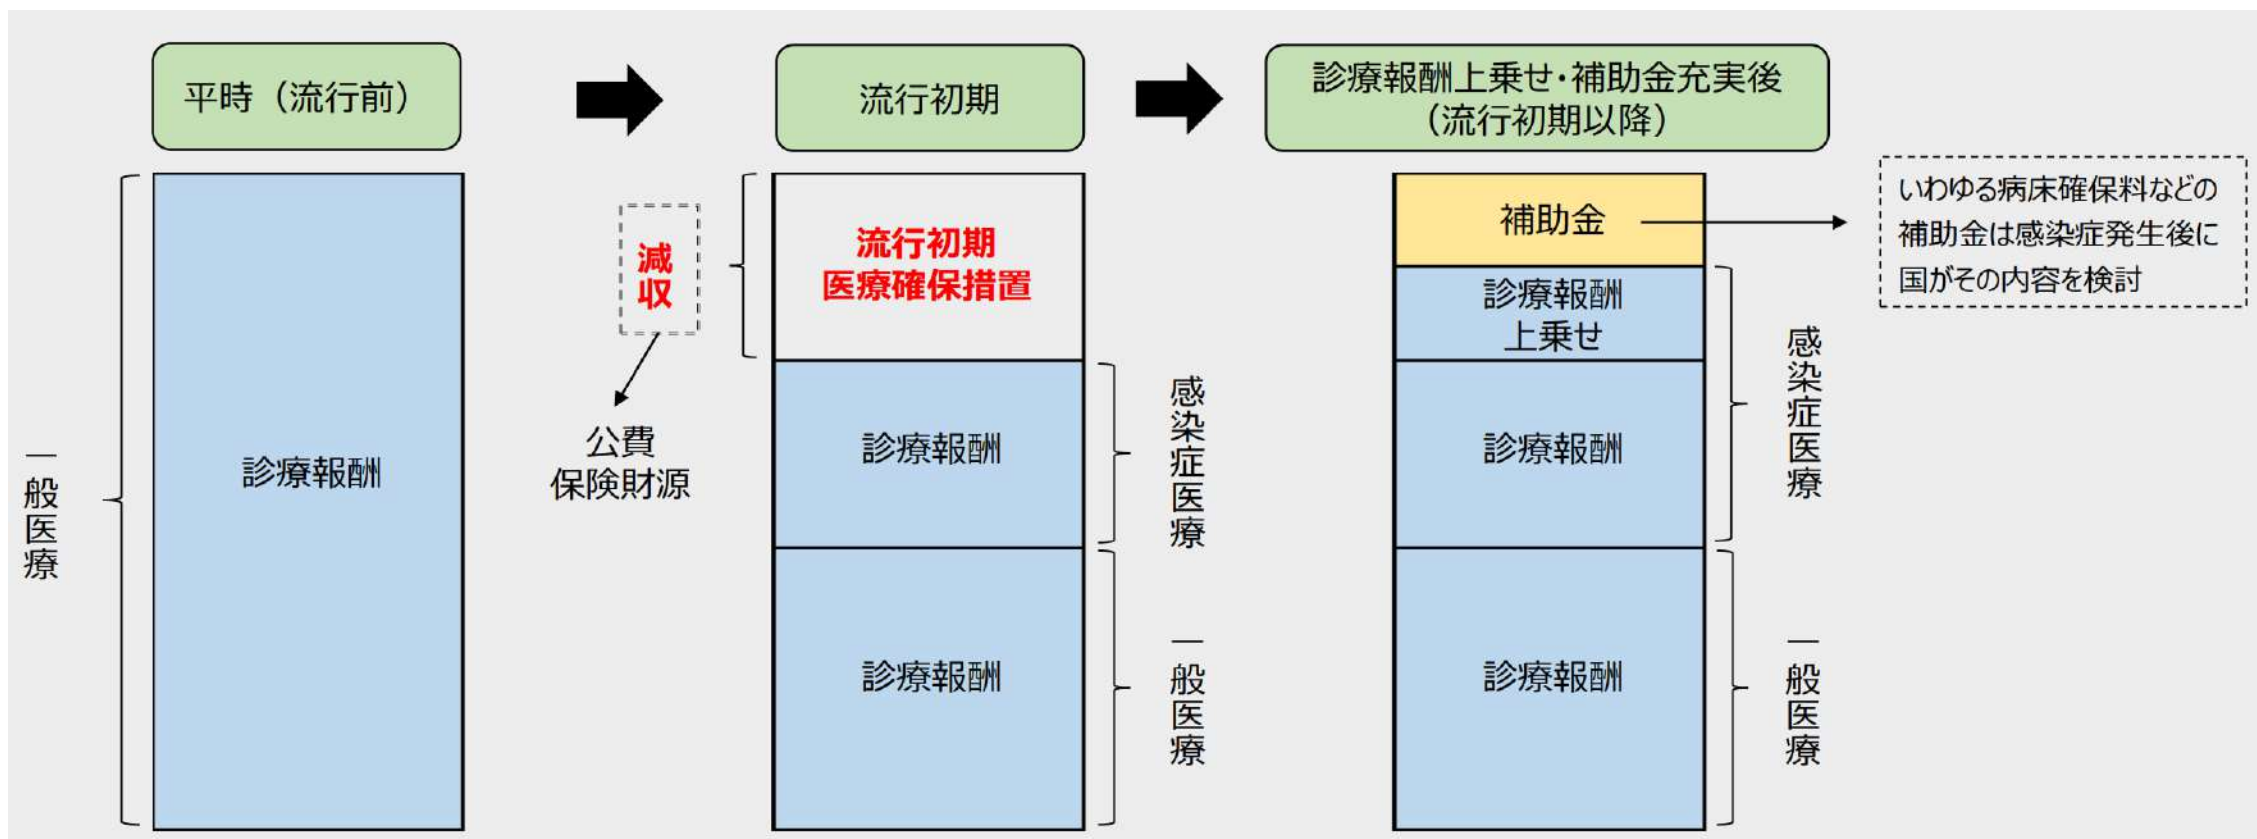 平時（流行前）
流行初期
診療報酬上乗せ・補助金充実後
（流行初期以降）
一般医療
診療報酬
減収
公費
保険財源
流行初期
医療確保措置
診療報酬
感染症医療
診療報酬
一般医療
補助金
診療報酬
上乗せ
診療報酬
感染症医療
診療報酬
一般医療
いわゆる病床確保料などの
補助金は感染症発生後に
国がその内容を検討